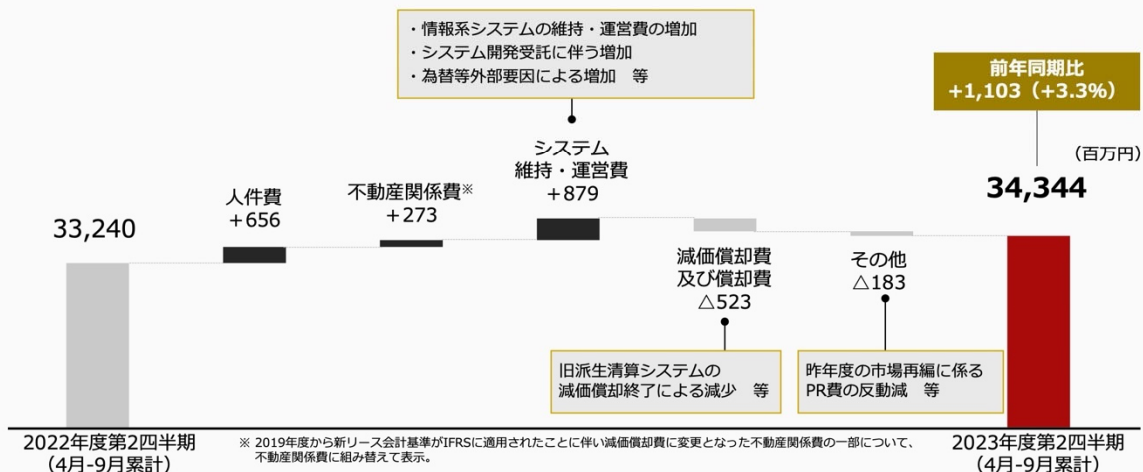 ・情報系システムの維持・運営費の増加
・システム開発受託に伴う増加
・為替等外部要因による増加　等
前年同期比
+1,103（+3.3%）
（百万円）
33,240
人件費
+656
不動産関係費※
+273
システム
維持・運営費
+879
減価償却費
及び償却費
△523
その他
△183
34,344
旧派生清算システムの
減価償却終了による減少　等
昨年度の市場再編に係る
PR費の反動減　等
2022年度第2四半期
（4月-9月累計）
※ 2019年度から新リース会計基準がIFRSに適用されたことに伴い減価償却費に変更となった不動産関係費の一部について、
不動産関係費に組み替えて表示。
2023年度第2四半期
（4月-9月累計）